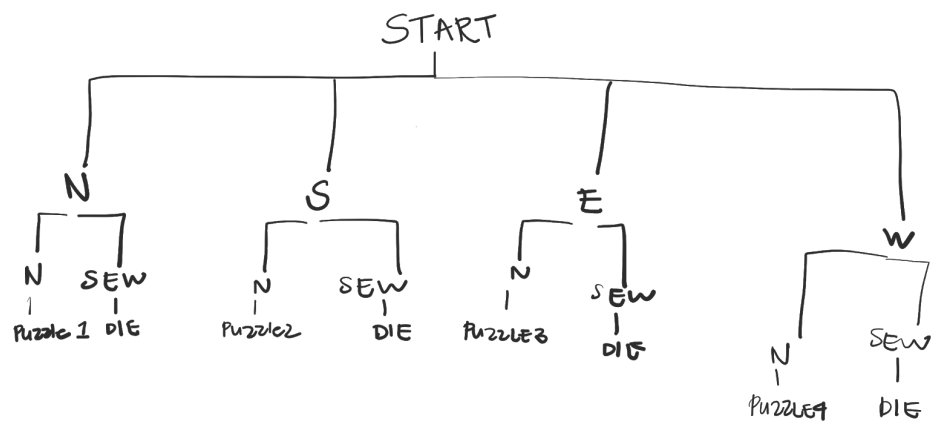 START
N S E W
N SEW N SEW N SEW N SEW
Puzzle 1 DIE Puzzle2 DIE PuzzLE3 DIE PuzzLE4 DIE